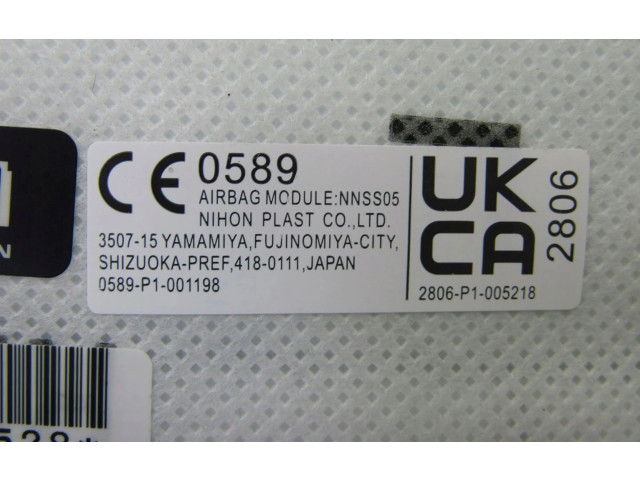 CE 0589
AIRBAG MODULE:NNSS05
NIHON PLAST CO.,LTD.
3507-15 YAMAMIYA,FUJINOMIYA-CITY,
SHIZUOKA-PREF,418-0111,JAPAN
0589-P1-001198
UK
CA
2806
2806-P1-005218
N
528*